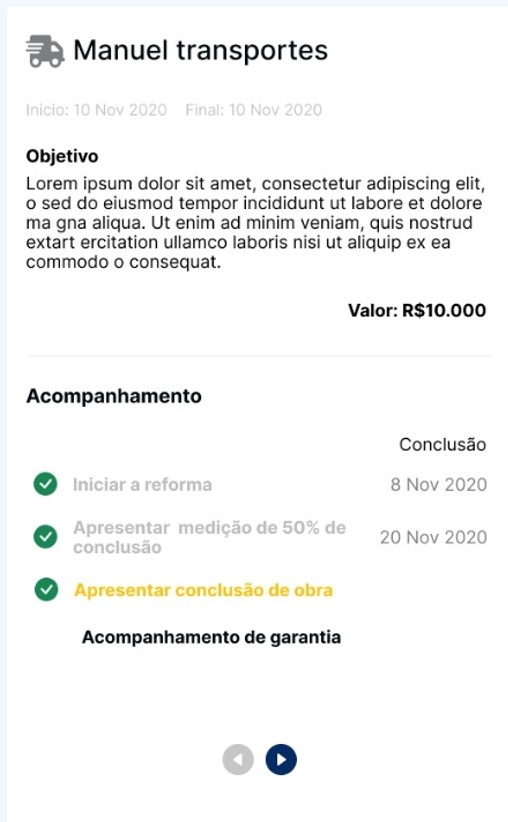 Manuel transportes
Inicio: 10 Nov 2020 Final: 10 Nov 2020
Objetivo
Lorem ipsum dolor sit amet, consectetur adipiscing elit,
o sed do eiusmod tempor incididunt ut labore et dolore
ma gna aliqua. Ut enim ad minim veniam, quis nostrud
extart ercitation ullamco laboris nisi ut aliquip ex ea
commodo o consequat.
Valor: R$10.000
Acompanhamento
Conclusão
Iniciar a reforma 8 Nov 2020
Apresentar medição de 50% de
conclusão 20 Nov 2020
Apresentar conclusão de obra
Acompanhamento de garantia